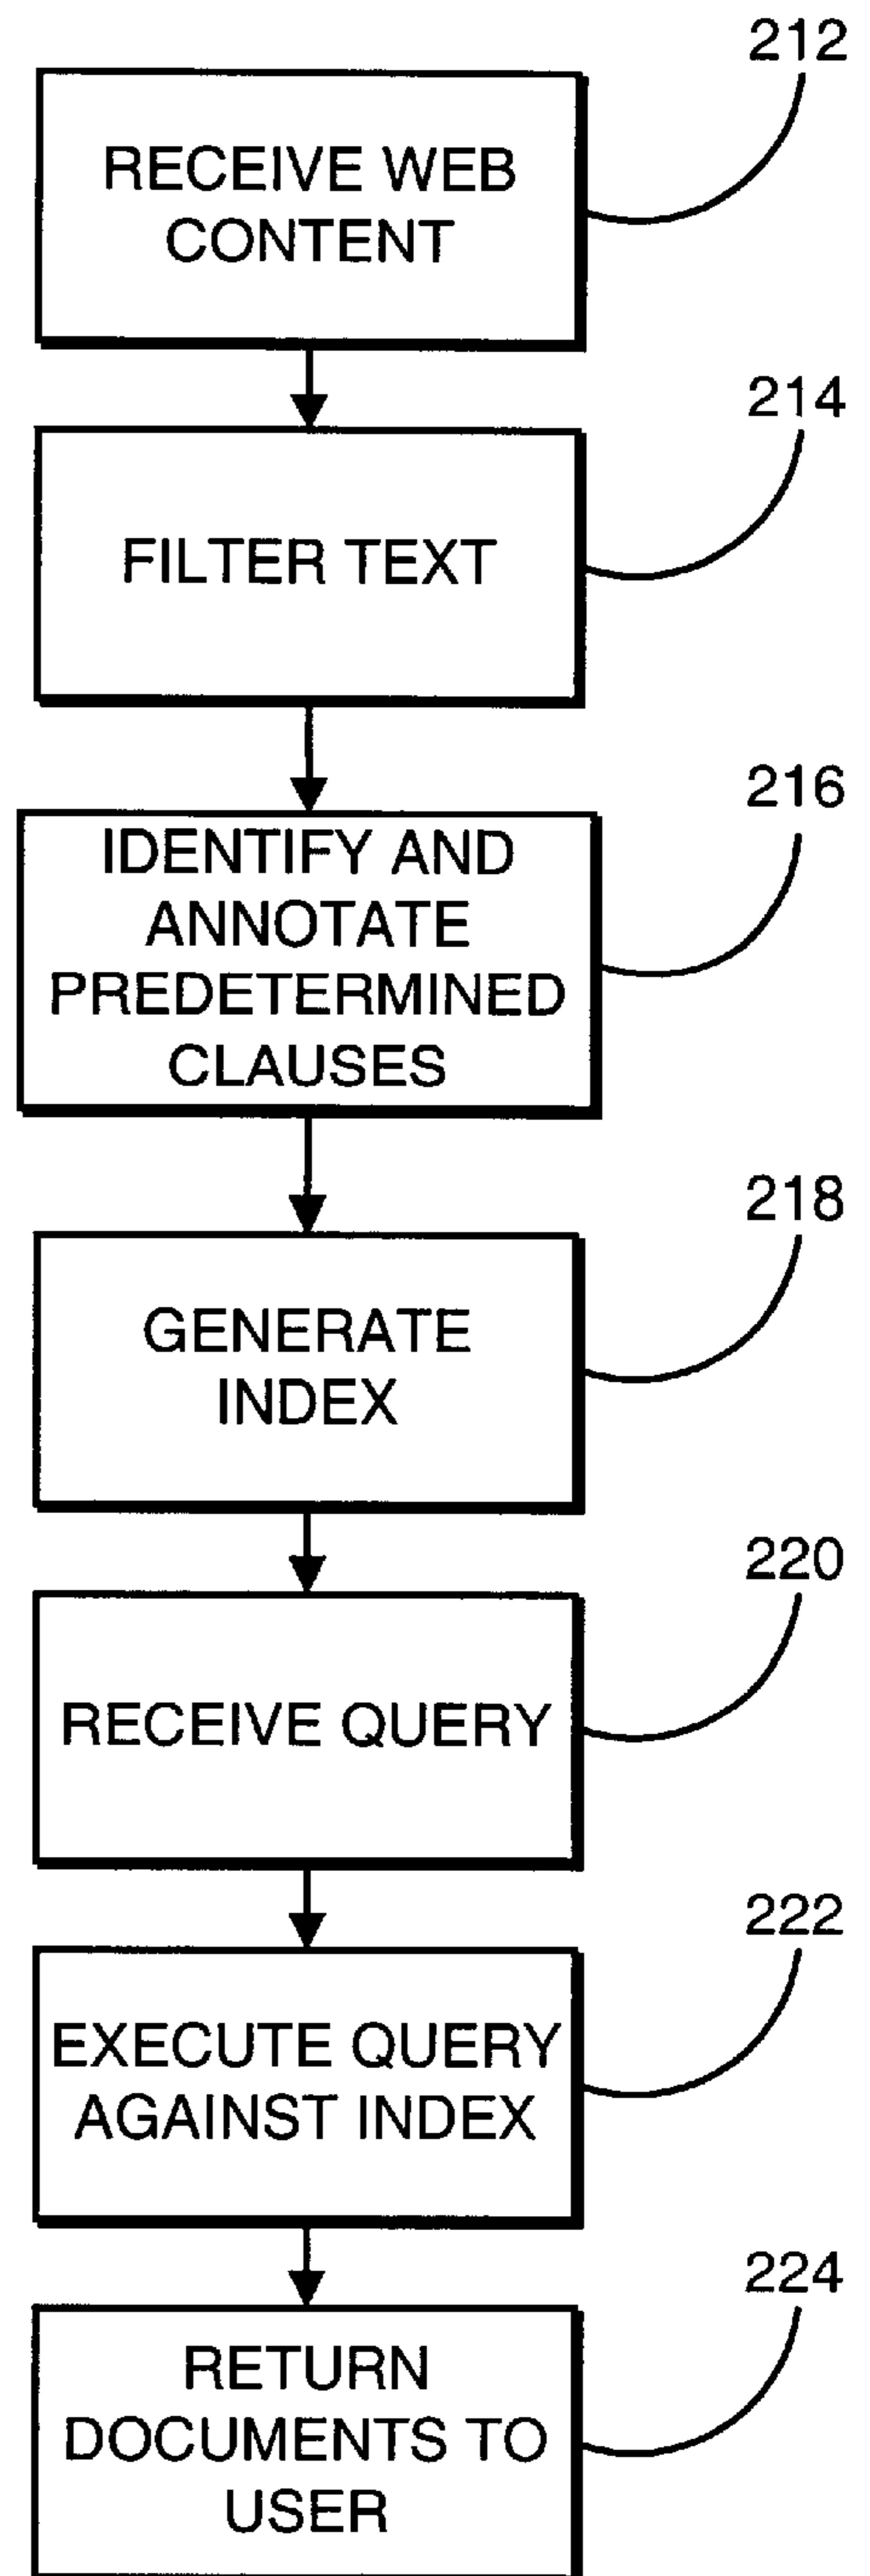 212
RECEIVE WEB
CONTENT
214
FILTER TEXT
216
IDENTIFY AND
ANNOTATE
PREDETERMINED
CLAUSES
218
GENERATE
INDEX
220
RECEIVE QUERY
222
EXECUTE QUERY
AGAINST INDEX
224
RETURN
DOCUMENTS TO
USER